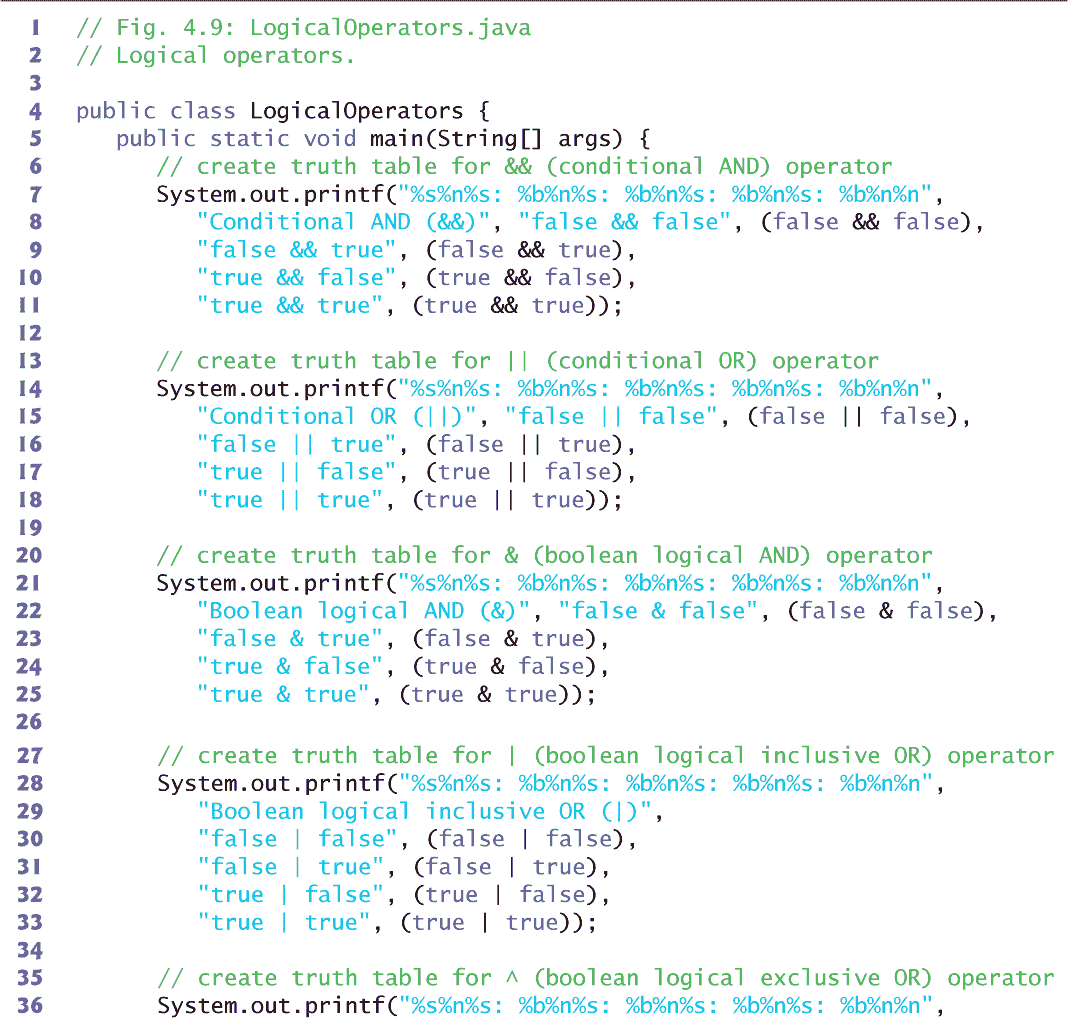 1 // Fig. 4.9: LogicalOperators.java
2 // Logical operators.
3
4 public class LogicalOperators {
5 public static void main(String[] args) {
6 // create truth table for && (conditional AND) operator
7 System.out.printf("%s%n%s: %b%n%s: %b%n%s: %b%n%s: %b%n%n",
8 "Conditional AND (&&)", "false && false", (false && false),
9 "false && true", (false && true),
10 "true && false", (true && false),
11 "true && true", (true && true));
12
13 // create truth table for || (conditional OR) operator
14 System.out.printf("%s%n%s: %b%n%s: %b%n%s: %b%n%s: %b%n%n",
15 "Conditional OR (||)", "false || false", (false || false),
16 "false || true", (false || true),
17 "true || false", (true || false),
18 "true || true", (true || true));
19
20 // create truth table for & (boolean logical AND) operator
21 System.out.printf("%s%n%s: %b%n%s: %b%n%s: %b%n%s: %b%n%n",
22 "Boolean logical AND (&)", "false & false", (false & false),
23 "false & true", (false & true),
24 "true & false", (true & false),
25 "true & true", (true & true));
26
27 // create truth table for | (boolean logical inclusive OR) operator
28 System.out.printf("%s%n%s: %b%n%s: %b%n%s: %b%n%s: %b%n%n",
29 "Boolean logical inclusive OR (|)",
30 "false | false", (false | false),
31 "false | true", (false | true),
32 "true | false", (true | false),
33 "true | true", (true | true));
34
35 // create truth table for ^ (boolean logical exclusive OR) operator
36 System.out.printf("%s%n%s: %b%n%s: %b%n%s: %b%n%s: %b%n%n",